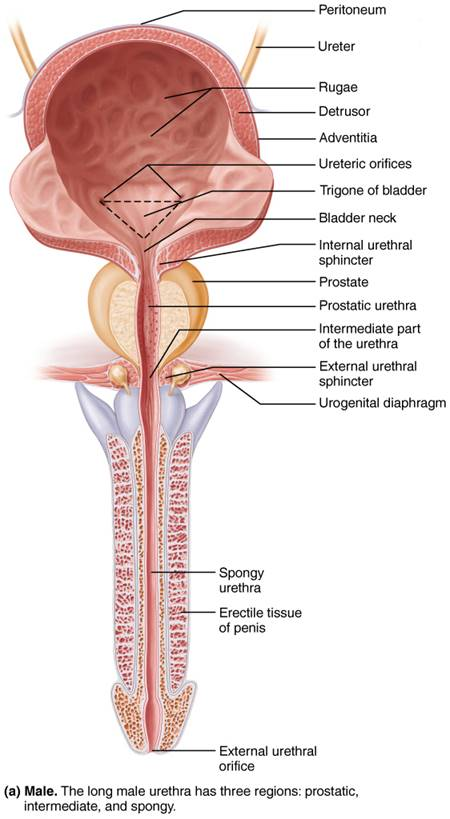 Peritoneum
Ureter
Rugae
Detrusor
Adventitia
Ureteric orifices
Trigone of bladder
Bladder neck
Internal urethral
sphincter
Prostate
Prostatic urethra
Intermediate part
of the urethra
External urethral
sphincter
Urogenital diaphragm
Spongy
urethra
Erectile tissue
of penis
External urethral
orifice
(a) Male. The long male urethra has three regions: prostatic,
intermediate, and spongy.